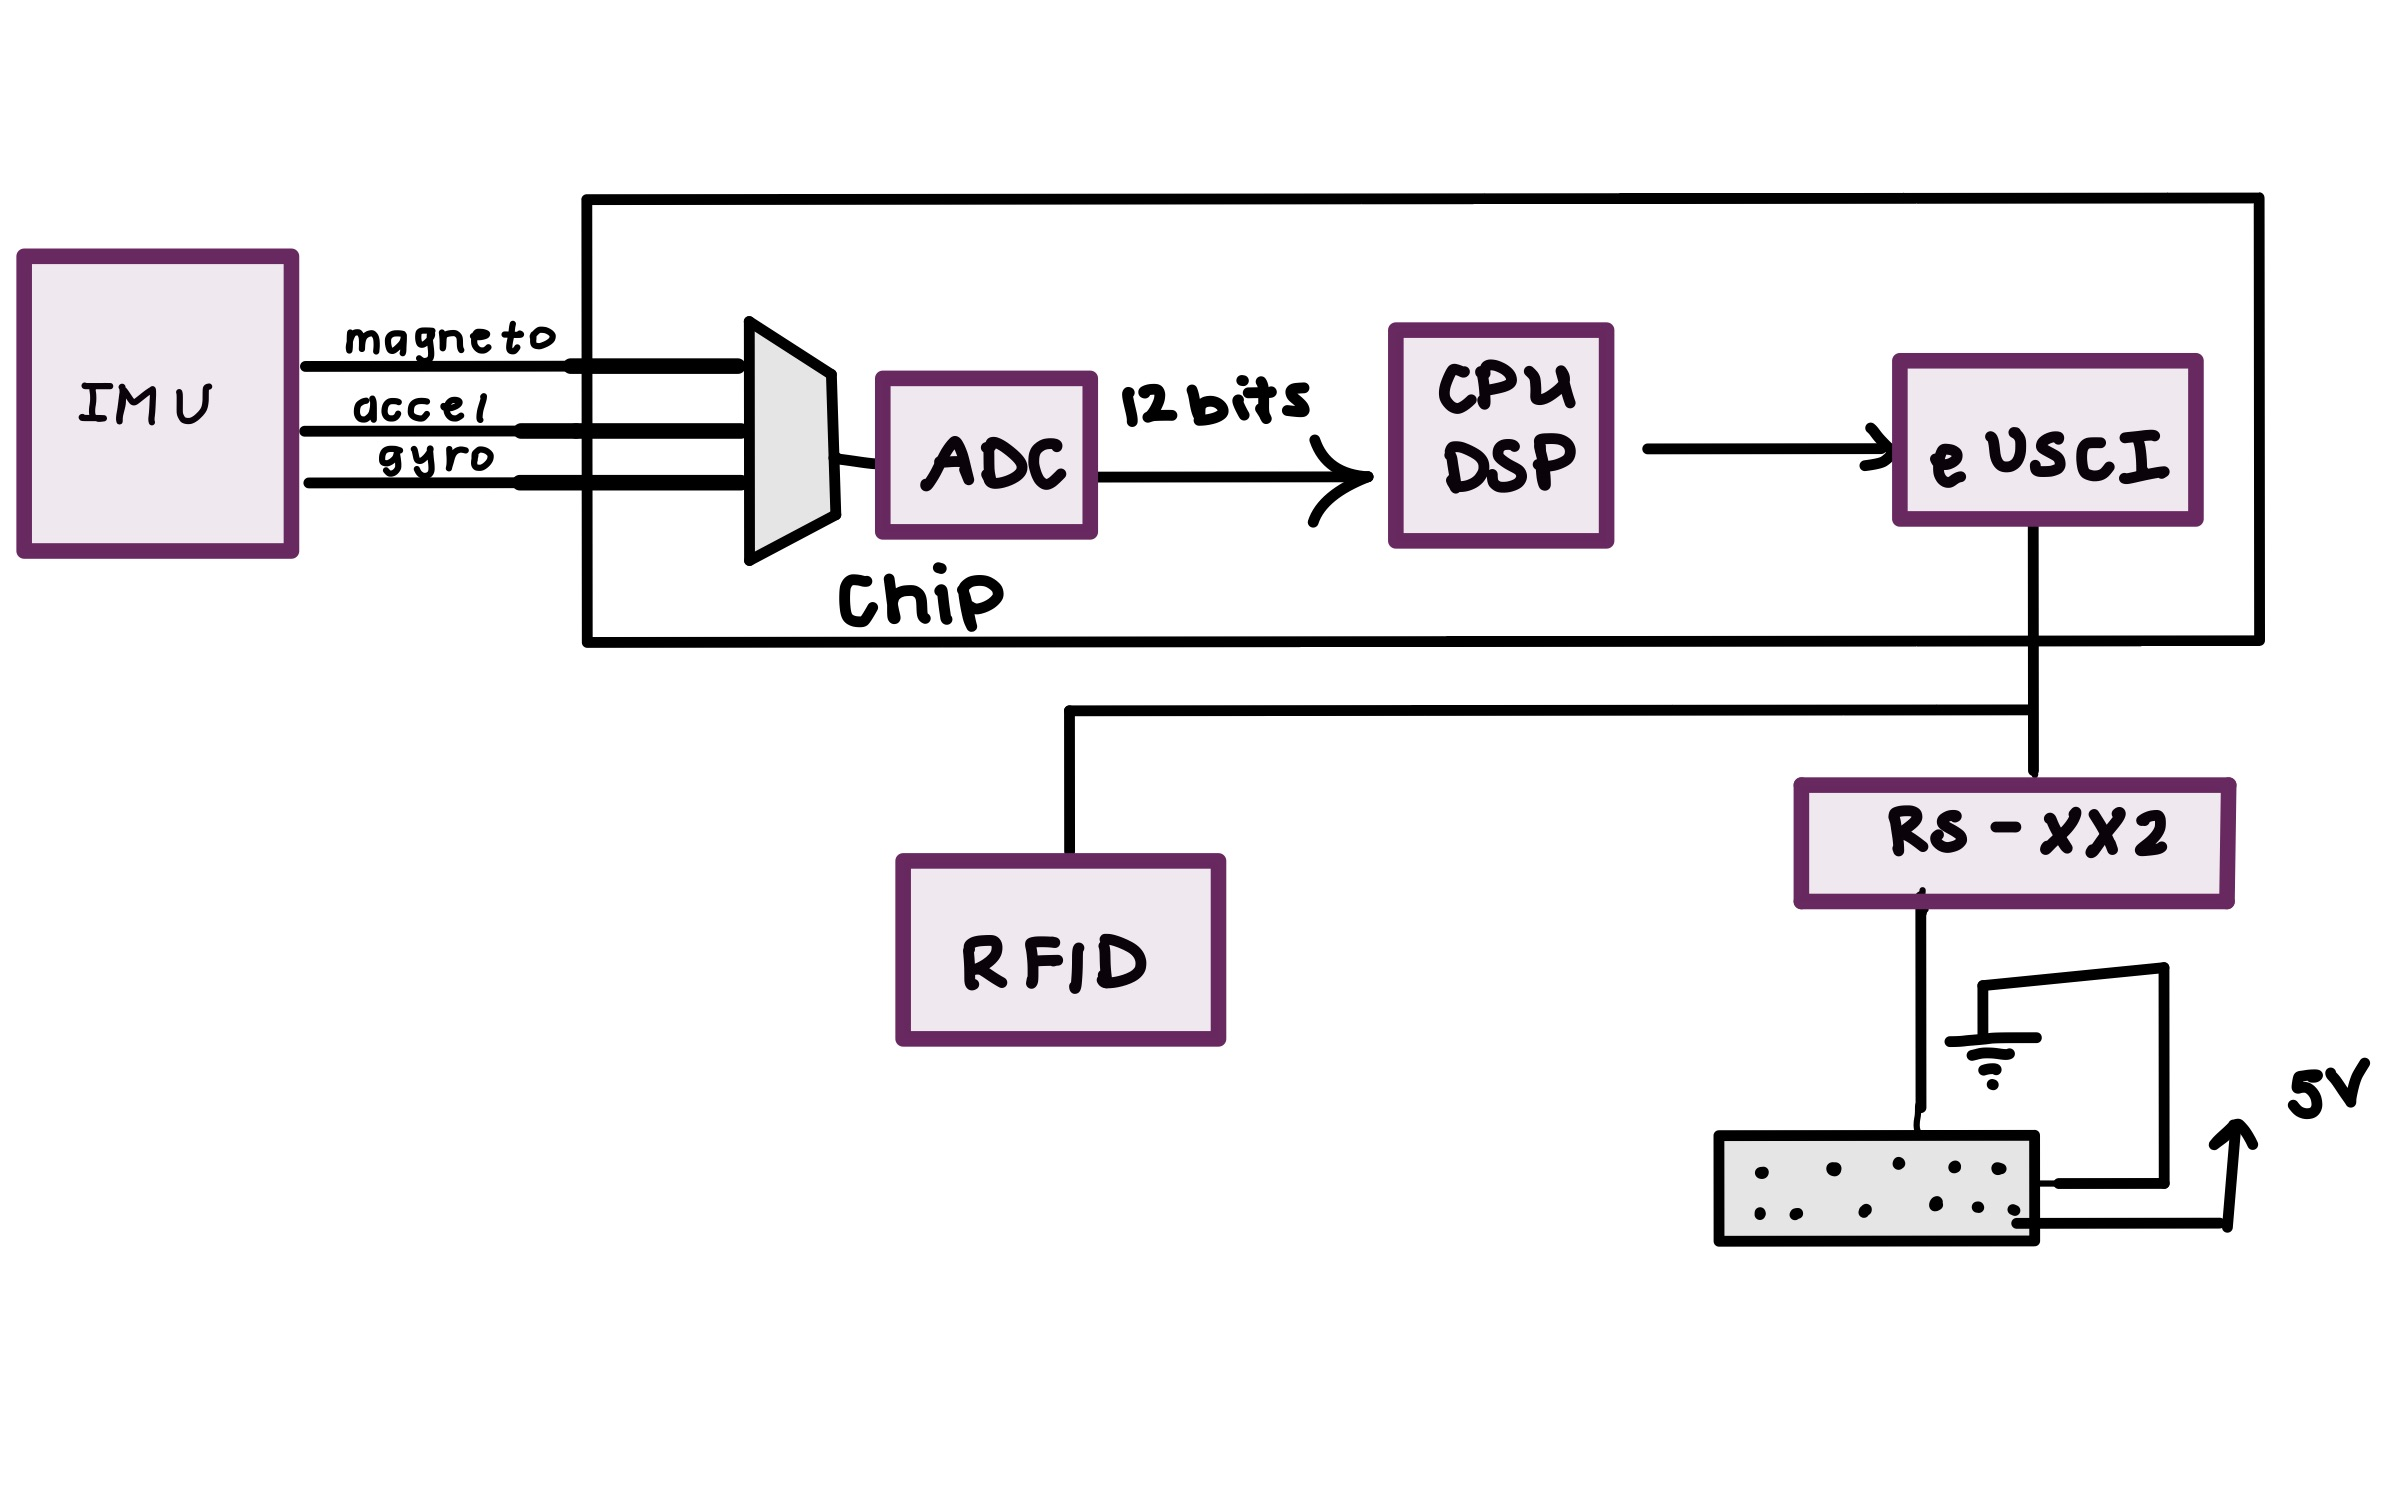 IMU
magneto
accel
gyro
ADC
12 bits
CPU
DSP
e USCI
Chip
RFID
RS-XX2
5V